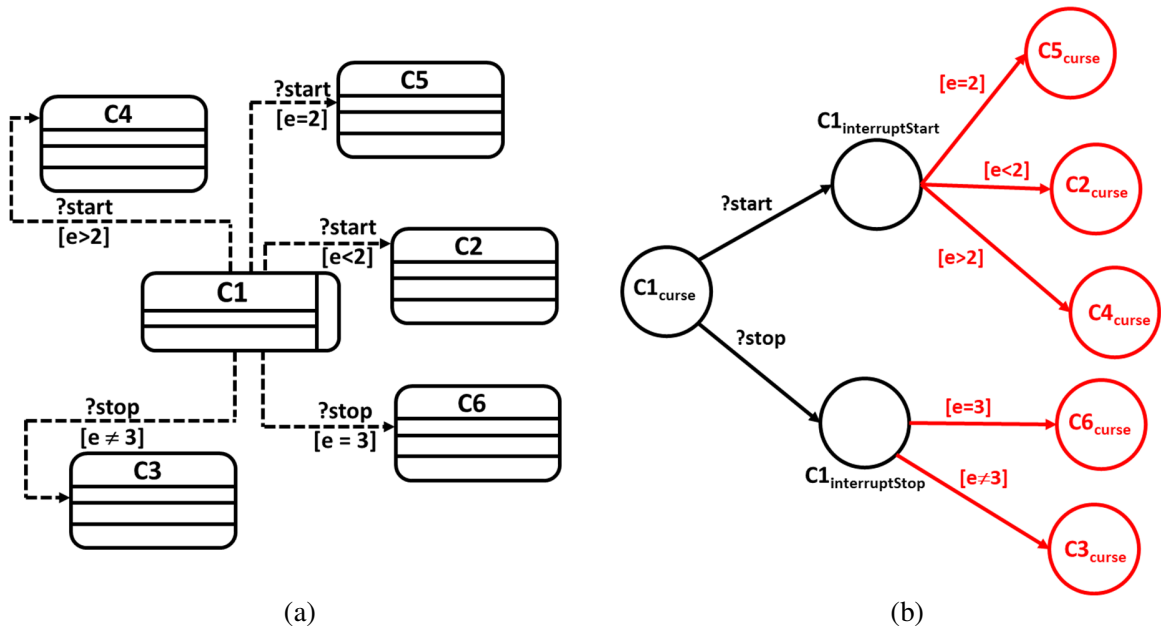 C5
?start
[e=2]
C4
?start
[e>2]
?start
[e<2]
C2
C1
?stop
[e ≠ 3]
?stop
[e = 3]
C6
C3
(a)
C5curse
[e=2]
C1interruptStart
[e<2]
C2curse
?start
[e>2]
C1curse
C4curse
?stop
[e=3]
C6curse
C1interruptStop
[e≠3]
C3curse
(b)